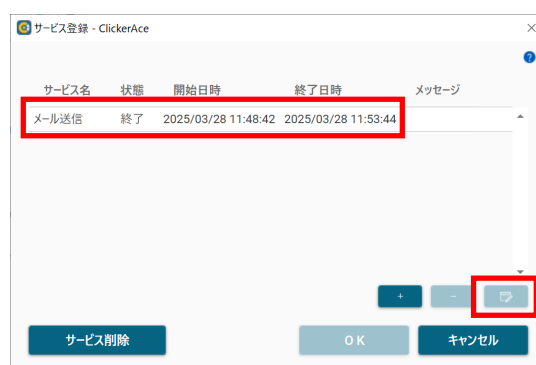 サービス登録 - ClickerAce
?
サービス名 状態 開始日時 終了日時 メッセージ
メール送信 終了 2025/03/28 11:48:42 2025/03/28 11:53:44
+ −
サービス削除 OK キャンセル